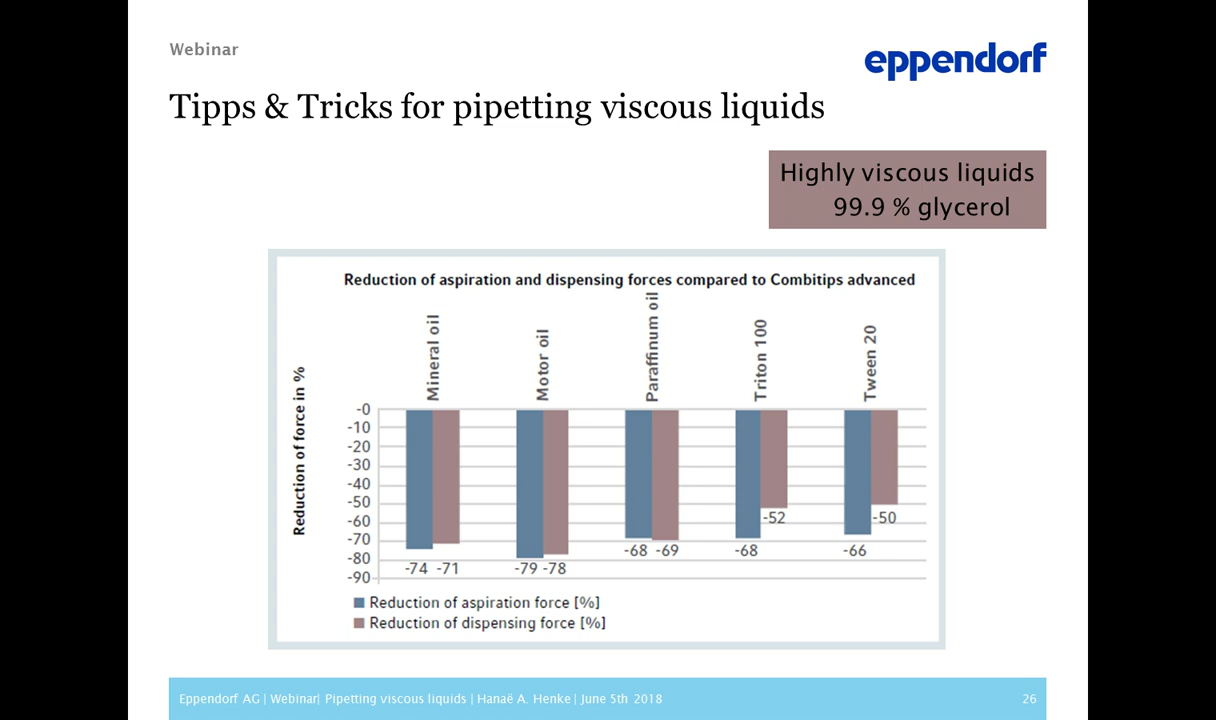 Webinar
eppendorf
Tipps & Tricks for pipetting viscous liquids
Highly viscous liquids
99.9 % glycerol
Reduction of aspiration and dispensing forces compared to Combitips advanced
Mineral oil
Motor oil
Paraffinum oil
Triton 100
Tween 20
Reduction of force in %
-0
-10
-20
-30
-40
-50
-60
-70
-80
-90
-74 -71
-79 -78
-68 -69
-68
-52
-66
-50
Reduction of aspiration force [%]
Reduction of dispensing force [%]
Eppendorf AG | Webinar| Pipetting viscous liquids | Hanaë A. Henke | June 5th 2018
26